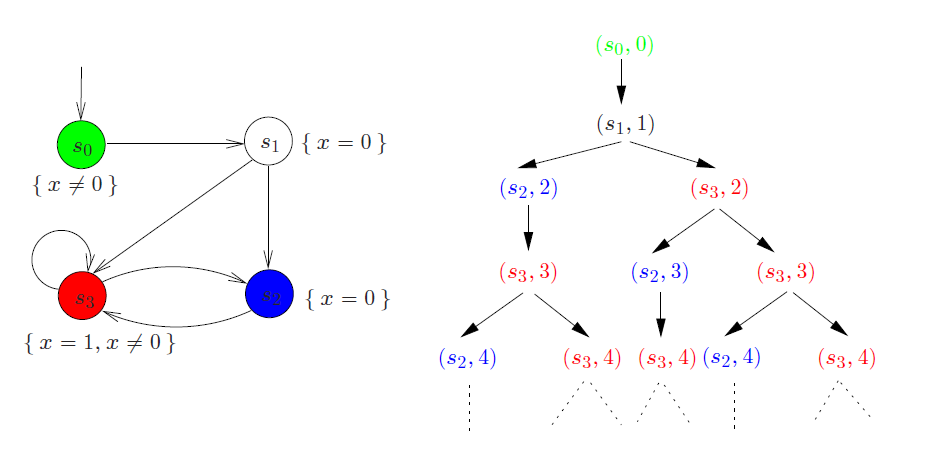 s₀ s₁ { x = 0 }
{ x ≠ 0 }
s₃ s₂ { x = 0 }
{ x = 1, x ≠ 0 }
(s₀, 0)
(s₁, 1)
(s₂, 2) (s₃, 2)
(s₃, 3) (s₂, 3) (s₃, 3)
(s₂, 4) (s₃, 4) (s₃, 4) (s₂, 4) (s₃, 4)